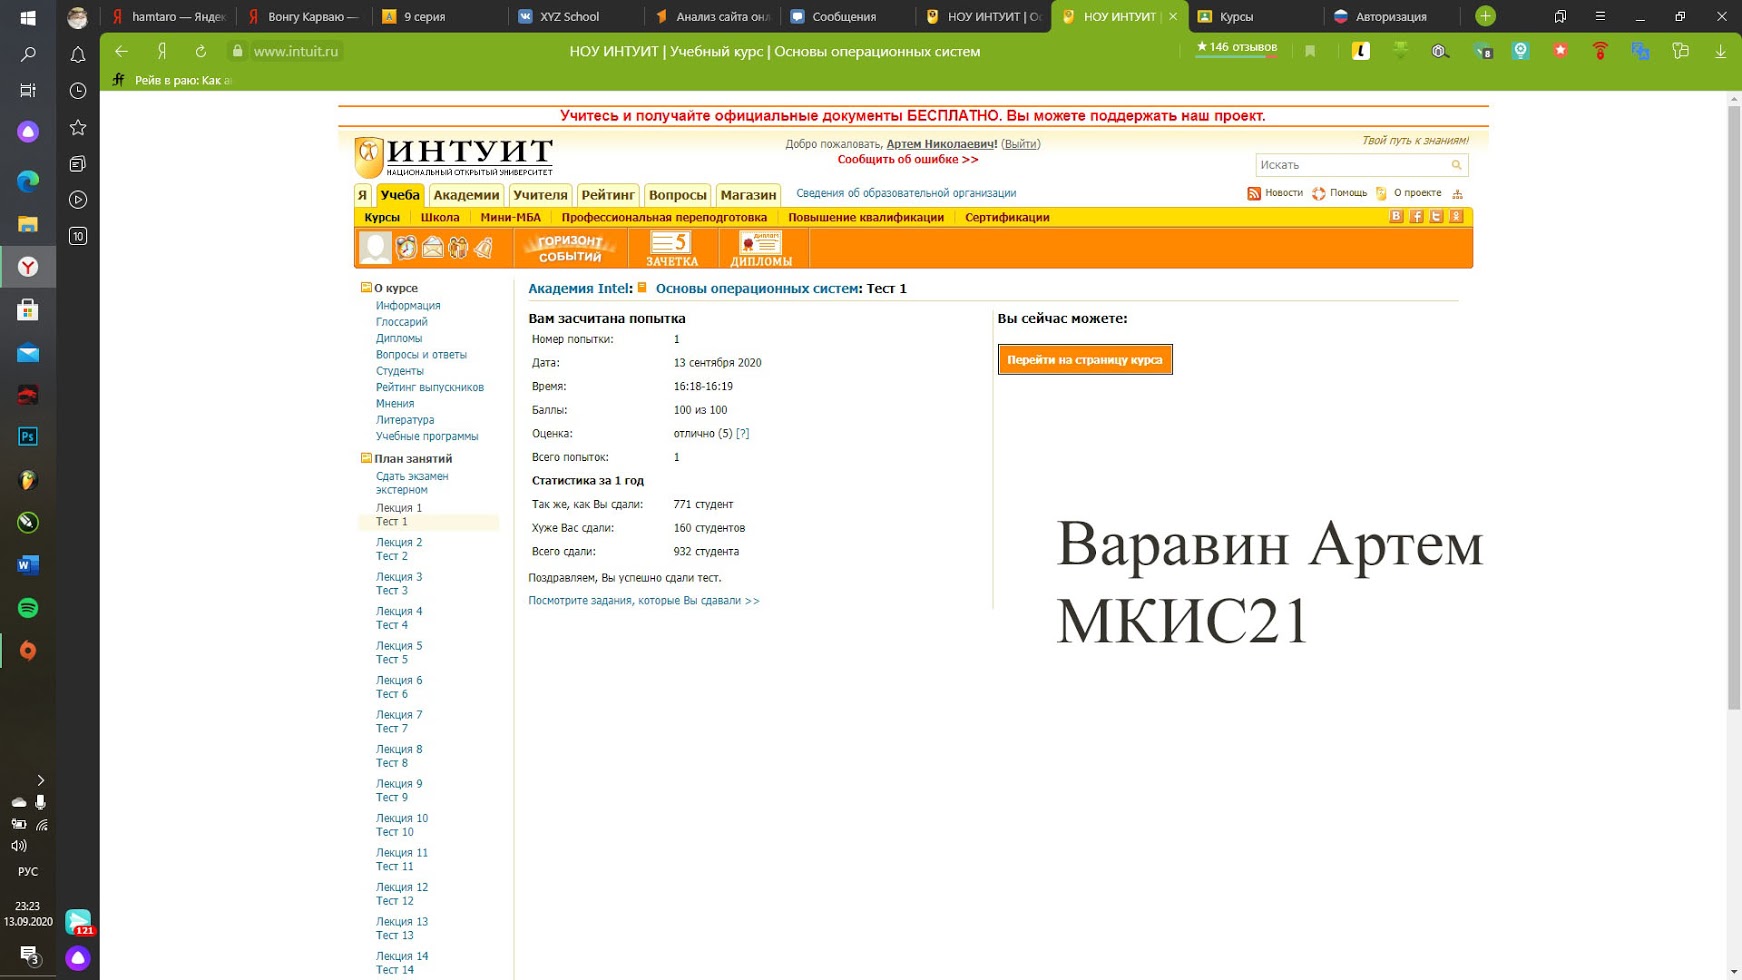 hamtaro — Яндек
Вонгу Карваю —
9 серия
XYZ School
Анализ сайта онл
Сообщения
НОУ ИНТУИТ | Ос
НОУ ИНТУИТ |
Курсы
Авторизация
www.intuit.ru
НОУ ИНТУИТ | Учебный курс | Основы операционных систем
★ 146 отзывов
Рейв в раю: Как а
Учитесь и получайте официальные документы БЕСПЛАТНО. Вы можете поддержать наш проект.
ИНТУИТ
НАЦИОНАЛЬНЫЙ ОТКРЫТЫЙ УНИВЕРСИТЕТ
Добро пожаловать, Артем Николаевич! (Выйти)
Сообщить об ошибке >>
Твой путь к знаниям!
Искать
Я Учеба Академии Учителя Рейтинг Вопросы Магазин
Сведения об образовательной организации
Новости Помощь О проекте
Курсы Школа Мини-МБА Профессиональная переподготовка Повышение квалификации Сертификации
ГОРИЗОНТ
СОБЫТИЙ
5
ЗАЧЕТКА
ДИПЛОМ
ДИПЛОМЫ
О курсе
Информация
Глоссарий
Дипломы
Вопросы и ответы
Студенты
Рейтинг выпускников
Мнения
Литература
Учебные программы
План занятий
Сдать экзамен
экстерном
Лекция 1
Тест 1
Лекция 2
Тест 2
Лекция 3
Тест 3
Лекция 4
Тест 4
Лекция 5
Тест 5
Лекция 6
Тест 6
Лекция 7
Тест 7
Лекция 8
Тест 8
Лекция 9
Тест 9
Лекция 10
Тест 10
Лекция 11
Тест 11
Лекция 12
Тест 12
Лекция 13
Тест 13
Лекция 14
Тест 14
Академия Intel: Основы операционных систем: Тест 1
Вам засчитана попытка
Номер попытки: 1
Дата: 13 сентября 2020
Время: 16:18-16:19
Баллы: 100 из 100
Оценка: отлично (5) [?]
Всего попыток: 1
Статистика за 1 год
Так же, как Вы сдали: 771 студент
Хуже Вас сдали: 160 студентов
Всего сдали: 932 студента
Поздравляем, Вы успешно сдали тест.
Посмотрите задания, которые Вы сдавали >>
Вы сейчас можете:
Перейти на страницу курса
Варавин Артем
МКИС21
10
8
РУС
23:23
13.09.2020
121
3